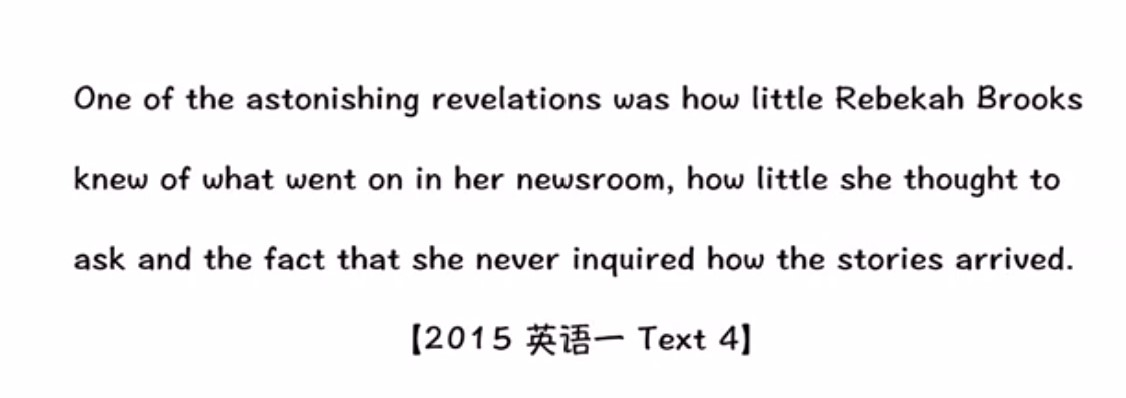 One of the astonishing revelations was how little Rebekah Brooks
knew of what went on in her newsroom, how little she thought to
ask and the fact that she never inquired how the stories arrived.
【2015 英语一 Text 4】